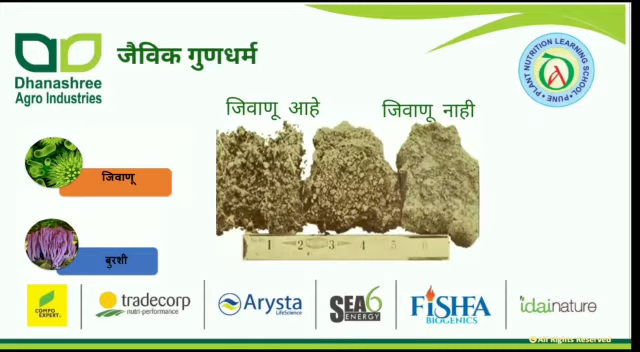 Dhanashree
Agro Industries
जैविक गुणधर्म
PLANT NUTRITION LEARNING SCHOOL • PUNE •
जिवाणू आहे
जिवाणू नाही
जिवाणू
बुरशी
1 2 3 4 5
COMPO
EXPERT
tradecorp
nutri-performance
Arysta
LifeScience
SEA6
ENERGY
FiSHFA
BIOGENICS
idainature
All Rights Reserved